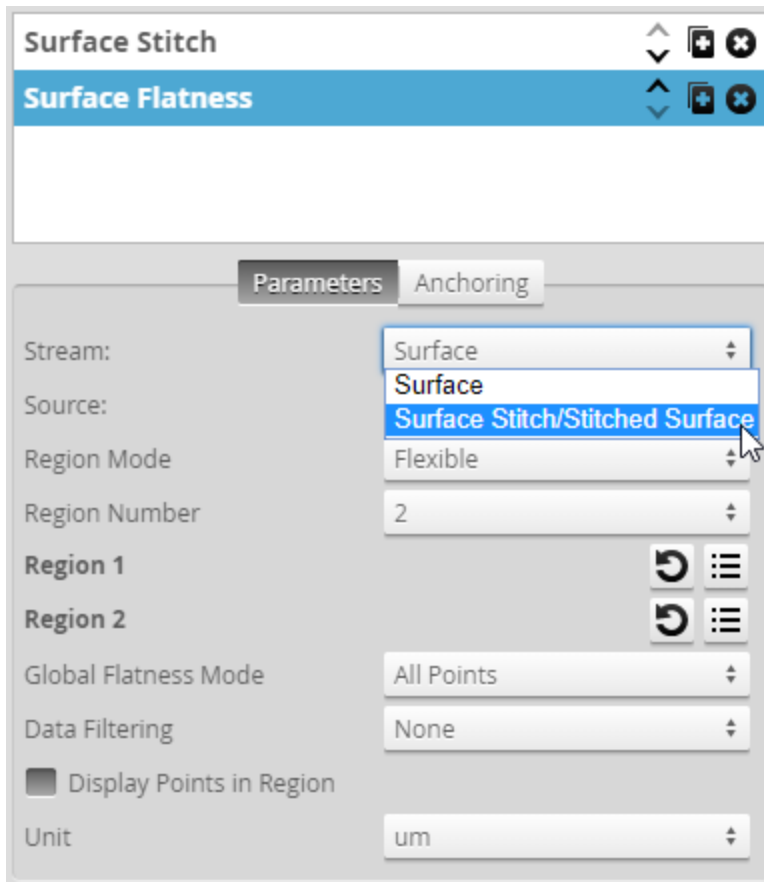 Surface Stitch
Surface Flatness
Parameters Anchoring
Stream: Surface
Surface
Source:
Surface Stitch/Stitched Surface
Region Mode Flexible
Region Number 2
Region 1
Region 2
Global Flatness Mode All Points
Data Filtering None
Display Points in Region
Unit um